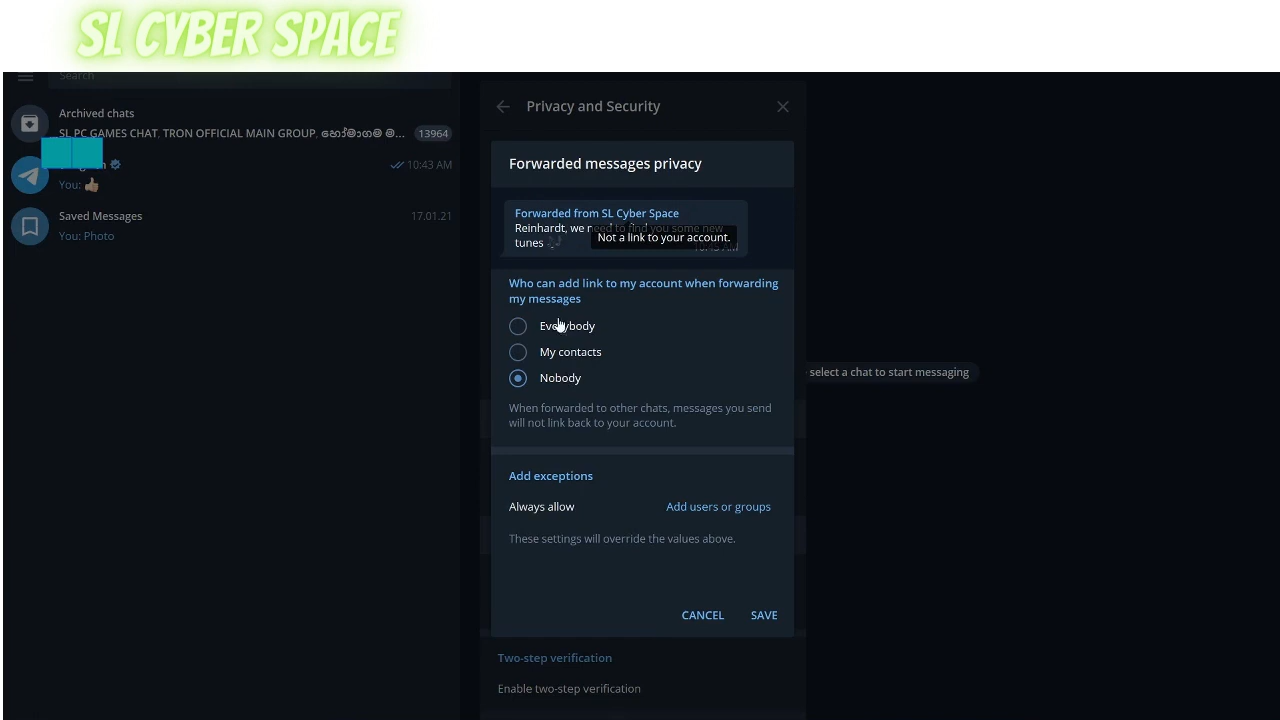 SL CYBER SPACE
Search
Archived chats
SL PC GAMES CHAT, TRON OFFICIAL MAIN GROUP, හෝමාගම ම...
13964
10:43 AM
You: 👍🏼
Saved Messages
17.01.21
You: Photo
Privacy and Security
Forwarded messages privacy
Forwarded from SL Cyber Space
Reinhardt, we need to find you some new
tunes
Not a link to your account.
Who can add link to my account when forwarding
my messages
Everybody
My contacts
Nobody
When forwarded to other chats, messages you send
will not link back to your account.
select a chat to start messaging
Add exceptions
Always allow
Add users or groups
These settings will override the values above.
CANCEL
SAVE
Two-step verification
Enable two-step verification